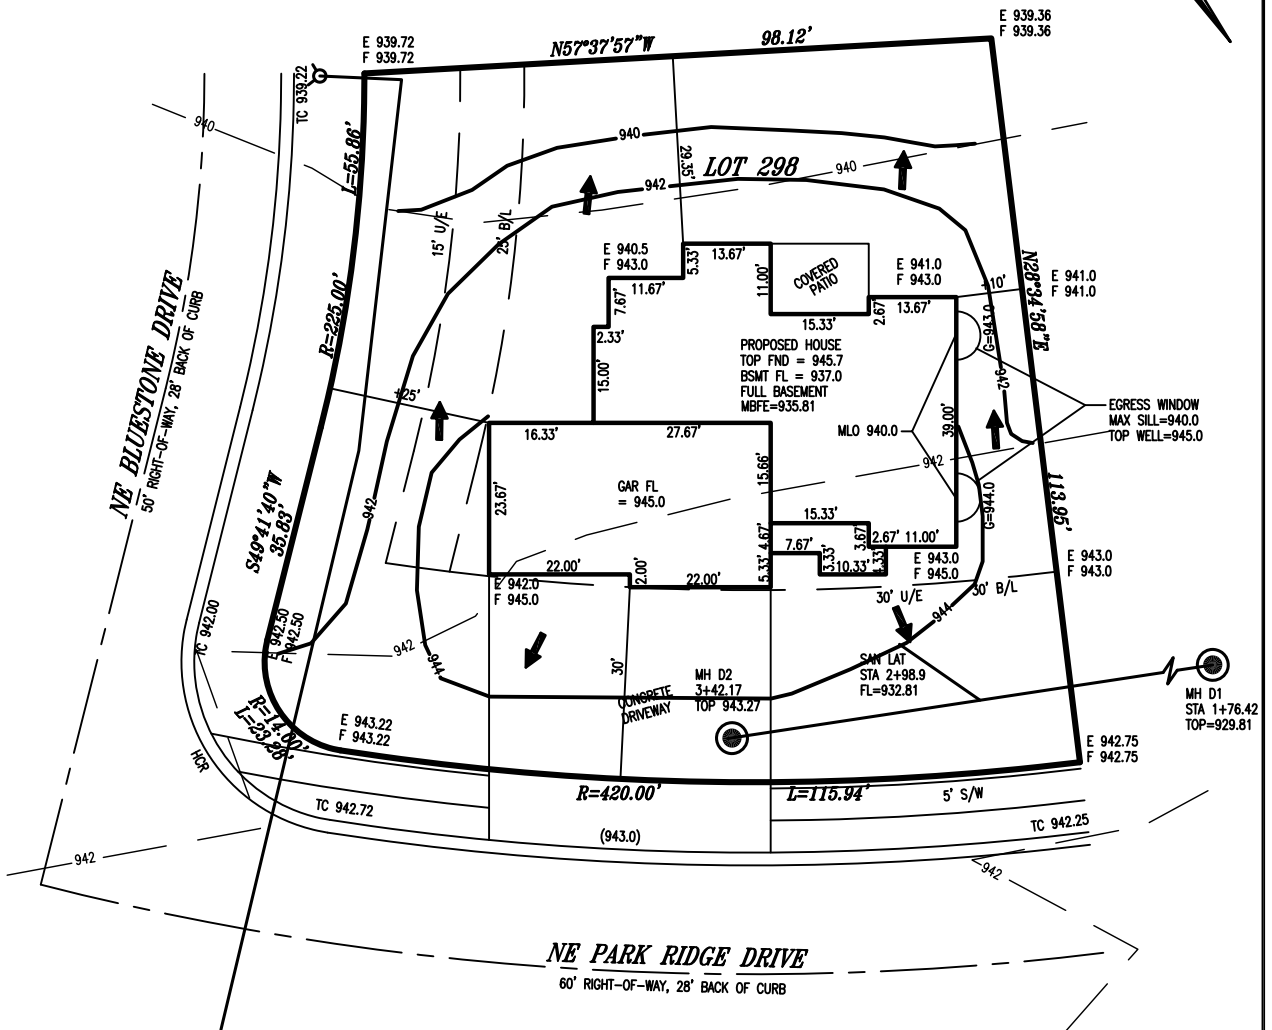 E 939.36
F 939.36
E 939.72
F 939.72
N57°37'57"W
98.12'
TC 939.22
940
940
L=55.86'
29.35'
LOT 298
940
942
15' U/E
25' B/L
E 940.5
F 943.0
5.33'
13.67'
11.00'
COVERED
PATIO
E 941.0
F 943.0
±10'
N28°34'58"E
E 941.0
F 941.0
11.67'
7.67'
2.33'
15.33'
2.67'
13.67'
G=943.0
NE BLUESTONE DRIVE
50' RIGHT-OF-WAY, 28' BACK OF CURB
R=225.00'
PROPOSED HOUSE
TOP FND = 945.7
BSMT FL = 937.0
FULL BASEMENT
MBFE=935.81
15.00'
±25'
942
EGRESS WINDOW
MAX SILL=940.0
TOP WELL=945.0
MLO 940.0
39.00'
16.33'
27.67'
942
15.66'
GAR FL
= 945.0
23.67'
S49°41'40"W
35.83'
942
113.95'
G=944.0
15.33'
4.67'
3.67'
2.67'
11.00'
7.67'
3.33'
10.33'
4.33'
5.33'
E 943.0
F 945.0
E 943.0
F 943.0
22.00'
2.00'
22.00'
E 942.0
F 945.0
30' U/E
30' B/L
944
TC 942.00
E 942.50
F 942.50
942
944
30'
MH D2
3+42.17
TOP 943.27
CONCRETE
DRIVEWAY
SAN LAT
STA 2+98.9
FL=932.81
MH D1
STA 1+76.42
TOP=929.81
R=14.00'
L=23.28'
E 943.22
F 943.22
E 942.75
F 942.75
HCR
R=420.00'
L=115.94'
5' S/W
TC 942.72
(943.0)
TC 942.25
942
942
NE PARK RIDGE DRIVE
60' RIGHT-OF-WAY, 28' BACK OF CURB